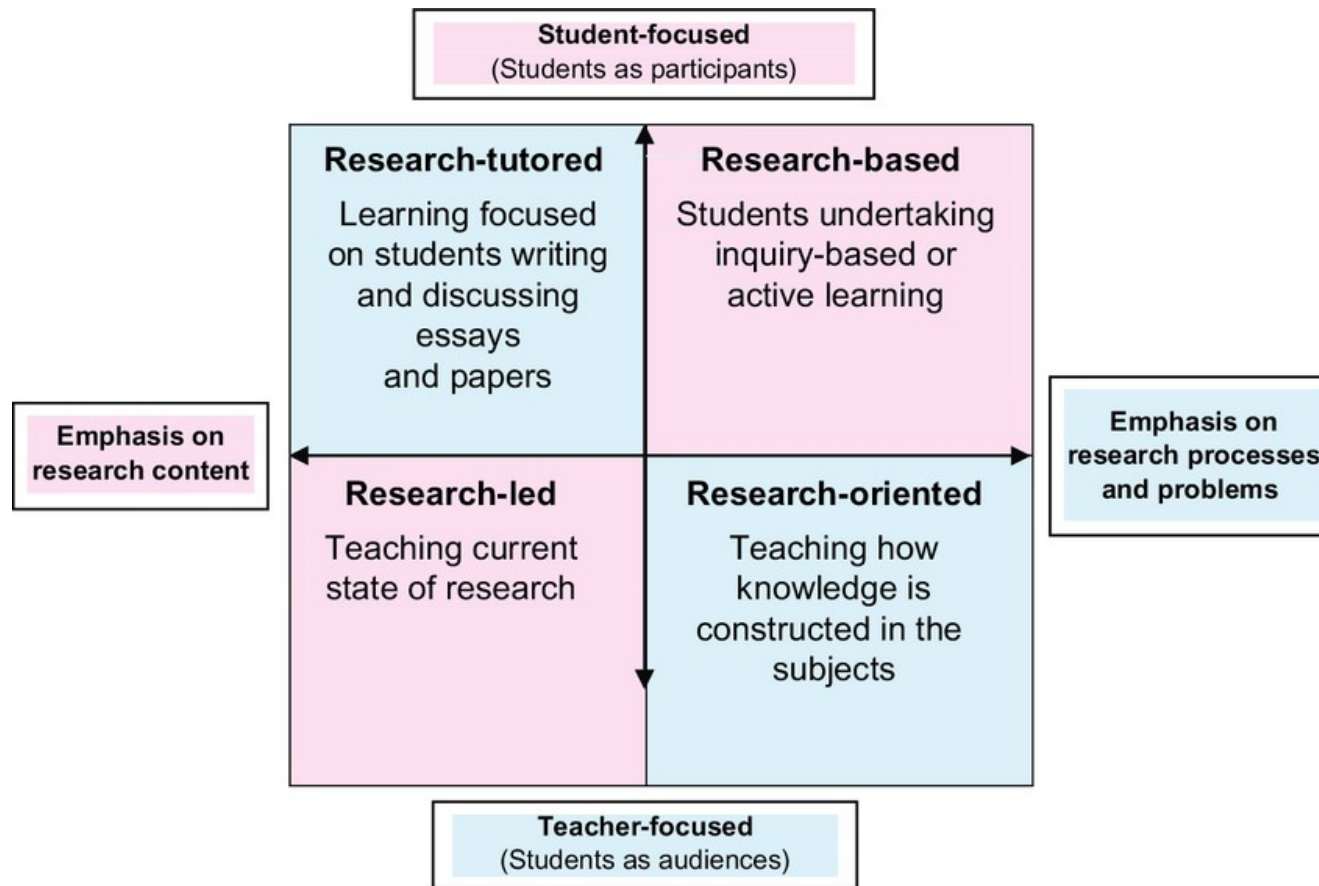 Student-focused
(Students as participants)
Research-tutored
Learning focused
on students writing
and discussing
essays
and papers
Research-based
Students undertaking
inquiry-based or
active learning
Emphasis on
research content
Emphasis on
research processes
and problems
Research-led
Teaching current
state of research
Research-oriented
Teaching how
knowledge is
constructed in the
subjects
Teacher-focused
(Students as audiences)